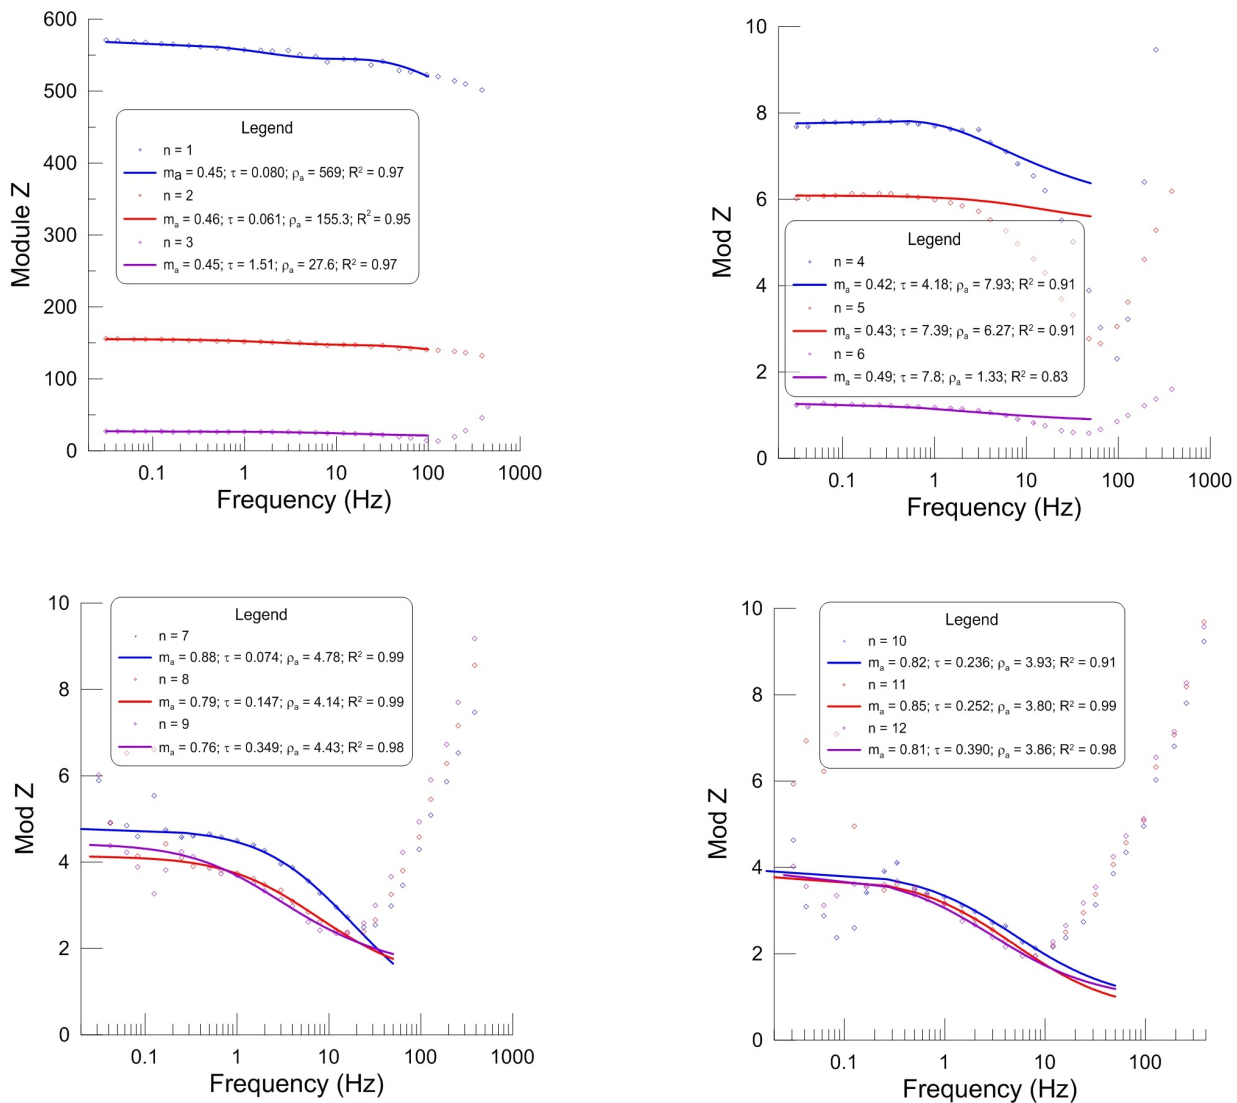 600
500
400
300
200
100
0
Module Z
Legend
n = 1
ma = 0.45; τ = 0.080; ρa = 569; R² = 0.97
n = 2
ma = 0.46; τ = 0.061; ρa = 155.3; R² = 0.95
n = 3
ma = 0.45; τ = 1.51; ρa = 27.6; R² = 0.97
0.1 1 10 100 1000
Frequency (Hz)
10
8
6
4
2
0
Mod Z
Legend
n = 4
ma = 0.42; τ = 4.18; ρa = 7.93; R² = 0.91
n = 5
ma = 0.43; τ = 7.39; ρa = 6.27; R² = 0.91
n = 6
ma = 0.49; τ = 7.8; ρa = 1.33; R² = 0.83
0.1 1 10 100 1000
Frequency (Hz)
10
8
6
4
2
0
Mod Z
Legend
n = 7
ma = 0.88; τ = 0.074; ρa = 4.78; R² = 0.99
n = 8
ma = 0.79; τ = 0.147; ρa = 4.14; R² = 0.99
n = 9
ma = 0.76; τ = 0.349; ρa = 4.43; R² = 0.98
0.1 1 10 100 1000
Frequency (Hz)
10
8
6
4
2
0
Mod Z
Legend
n = 10
ma = 0.82; τ = 0.236; ρa = 3.93; R² = 0.91
n = 11
ma = 0.85; τ = 0.252; ρa = 3.80; R² = 0.99
n = 12
ma = 0.81; τ = 0.390; ρa = 3.86; R² = 0.98
0.1 1 10 100
Frequency (Hz)